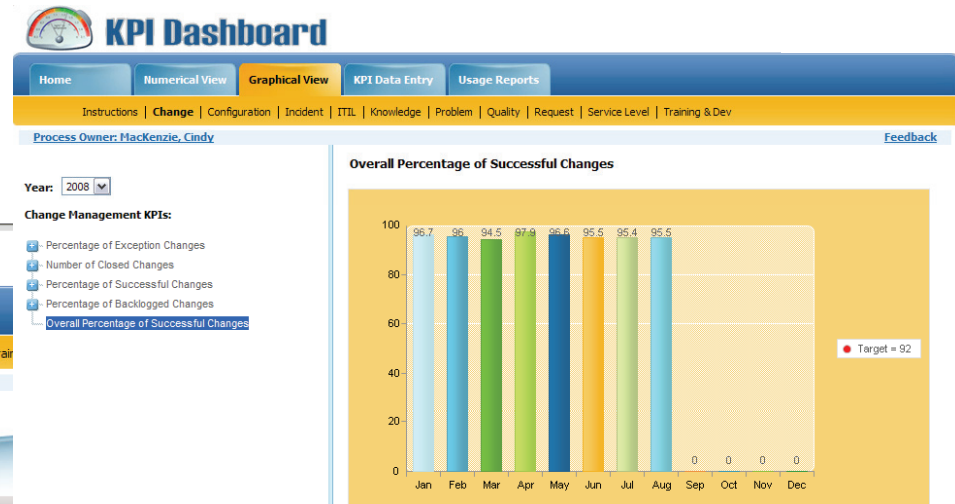 KPI Dashboard
Home Numerical View Graphical View KPI Data Entry Usage Reports
Instructions | Change | Configuration | Incident | ITIL | Knowledge | Problem | Quality | Request | Service Level | Training & Dev
Process Owner: MacKenzie, Cindy Feedback
Year: 2008
Change Management KPIs:
Percentage of Exception Changes
Number of Closed Changes
Percentage of Successful Changes
Percentage of Backlogged Changes
Overall Percentage of Successful Changes
Overall Percentage of Successful Changes
100
80
60
40
20
0
96.7 96 94.5 97.9 96.6 95.5 95.4 95.5 0 0 0 0
Jan Feb Mar Apr May Jun Jul Aug Sep Oct Nov Dec
Target = 92